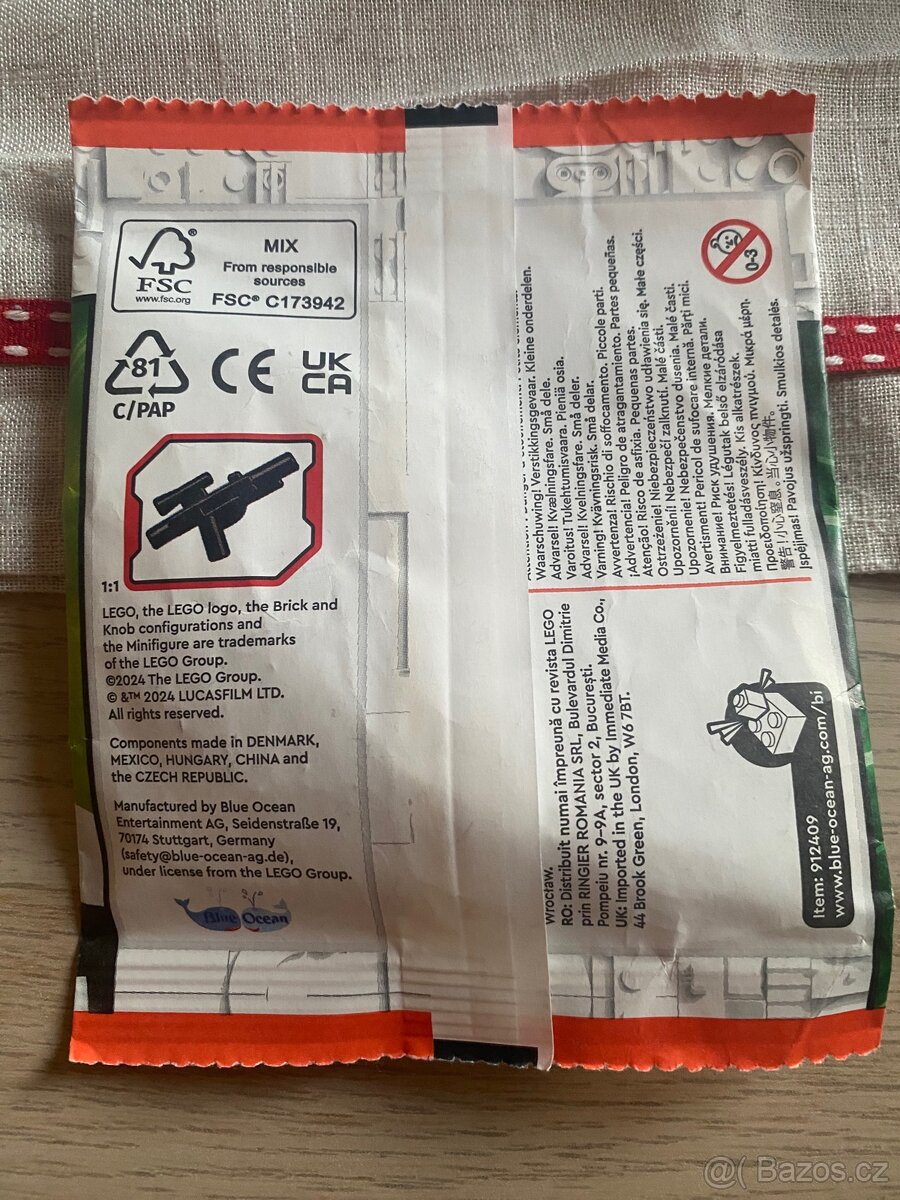 FSC
www.fsc.org
MIX
From responsible
sources
FSC® C173942
81
C/PAP
CE
UK
CA
1:1
LEGO, the LEGO logo, the Brick and
Knob configurations and
the Minifigure are trademarks
of the LEGO Group.
©2024 The LEGO Group.
© &™ 2024 LUCASFILM LTD.
All rights reserved.
Components made in DENMARK,
MEXICO, HUNGARY, CHINA and
the CZECH REPUBLIC.
Manufactured by Blue Ocean
Entertainment AG, Seidenstraße 19,
70174 Stuttgart, Germany
(safety@blue-ocean-ag.de),
under license from the LEGO Group.
Blue Ocean
0-3
Waarschuwing! Verstikkingsgevaar. Kleine onderdelen.
Advarsel! Kvælningsfare. Små dele.
Varoitus! Tukehtumisvaara. Pieniä osia.
Advarsel! Kvelningsfare. Små deler.
Varning! Kvävningsrisk. Små delar.
Avvertenza! Rischio di soffocamento. Piccole parti.
¡Advertencia! Peligro de atragantamiento. Partes pequeñas.
Atenção! Risco de asfixia. Pequenas partes.
Ostrzeżenie! Niebezpieczeństwo udławienia się. Małe części.
Upozornění! Nebezpečí zalknutí. Malé části.
Upozornenie! Nebezpečenstvo dusenia. Malé časti.
Avertisment! Pericol de sufocare internă. Părți mici.
Внимание! Риск удушения. Мелкие детали.
Figyelmeztetés! Légutak belső elzáródása
miatti fulladásveszély. Kis alkatrészek.
Προειδοποίηση! Κίνδυνος πνιγμού. Μικρά μέρη.
警告!小心窒息。当心小物件。
Įspėjimas! Pavojus užspringti. Smulkios detalės.
Wrocław.
RO: Distribuit numai împreună cu revista LEGO
prin RINGIER ROMANIA SRL, Bulevardul Dimitrie
Pompeiu nr. 9-9A, sector 2, București.
UK: Imported in the UK by Immediate Media Co.,
44 Brook Green, London, W6 7BT.
Item: 912409
www.blue-ocean-ag.com/bi
@( Bazos.cz